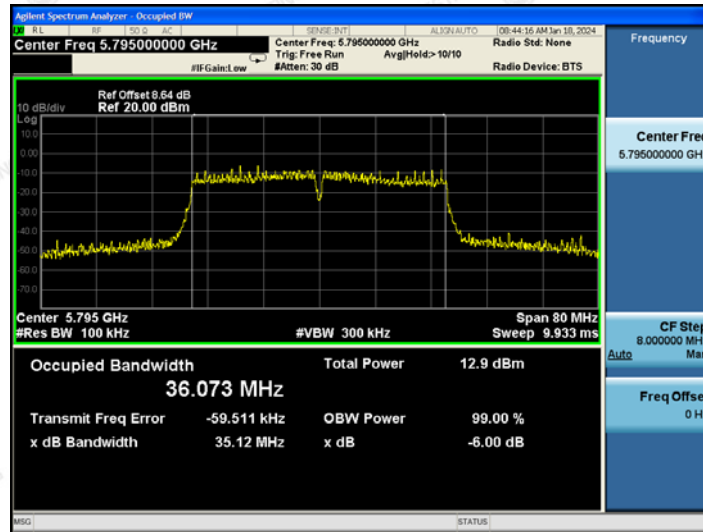 Agilent Spectrum Analyzer - Occupied BW
RL RF 50 Ω AC SENSE:INT ALIGN AUTO 08:44:16 AM Jan 18, 2024
Center Freq 5.795000000 GHz
Center Freq: 5.795000000 GHz Radio Std: None
Trig: Free Run Avg|Hold:> 10/10
#IFGain:Low #Atten: 30 dB Radio Device: BTS
Ref Offset 8.64 dB
10 dB/div Ref 20.00 dBm
Log
10.0
0.00
-10.0
-20.0
-30.0
-40.0
-50.0
-60.0
-70.0
Center 5.795 GHz Span 80 MHz
#Res BW 100 kHz #VBW 300 kHz Sweep 9.933 ms
Occupied Bandwidth Total Power 12.9 dBm
36.073 MHz
Transmit Freq Error -59.511 kHz OBW Power 99.00 %
x dB Bandwidth 35.12 MHz x dB -6.00 dB
MSG STATUS
Frequency
Center Freq
5.795000000 GH
CF Step
8.000000 MH
Auto Ma
Freq Offse
0 H